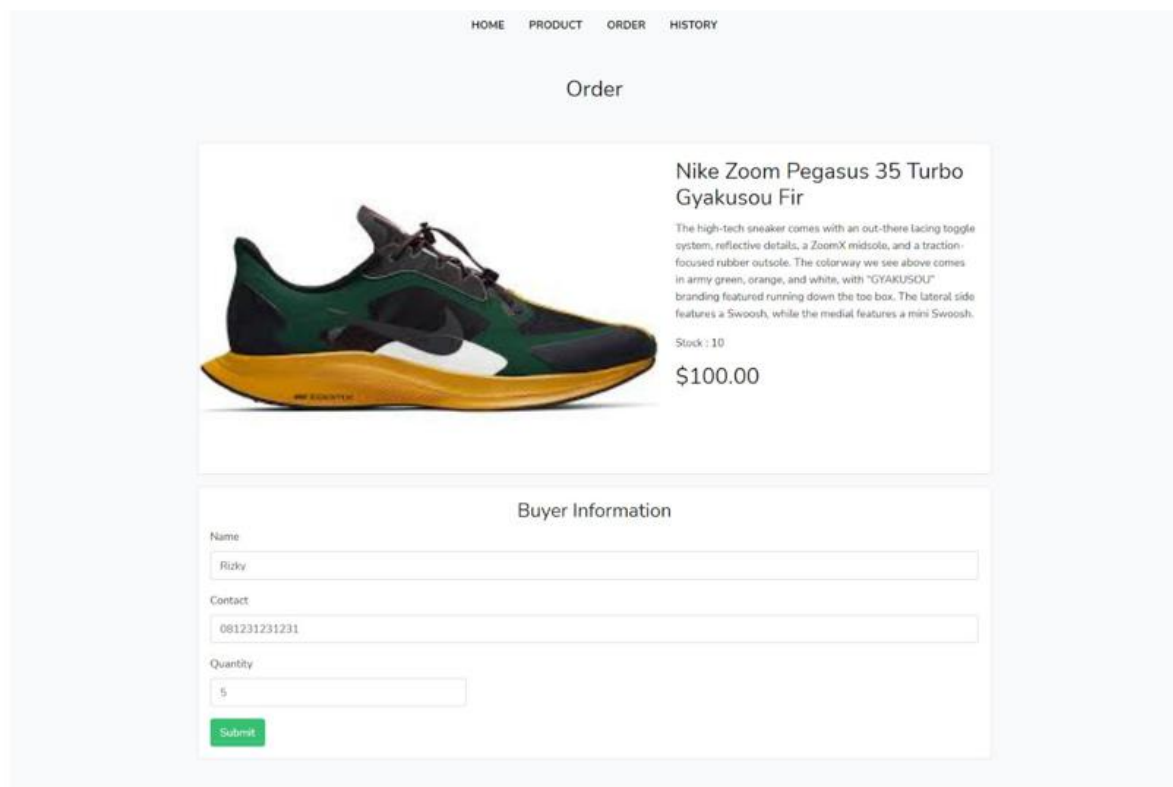 HOME PRODUCT ORDER HISTORY
Order
Nike Zoom Pegasus 35 Turbo
Gyakusou Fir
The high-tech sneaker comes with an out-there lacing toggle
system, reflective details, a ZoomX midsole, and a traction-
focused rubber outsole. The colorway we see above comes
in army green, orange, and white, with "GYAKUSOU"
branding featured running down the toe box. The lateral side
features a Swoosh, while the medial features a mini Swoosh.
Stock : 10
$100.00
Buyer Information
Name
Rizky
Contact
081231231231
Quantity
5
Submit